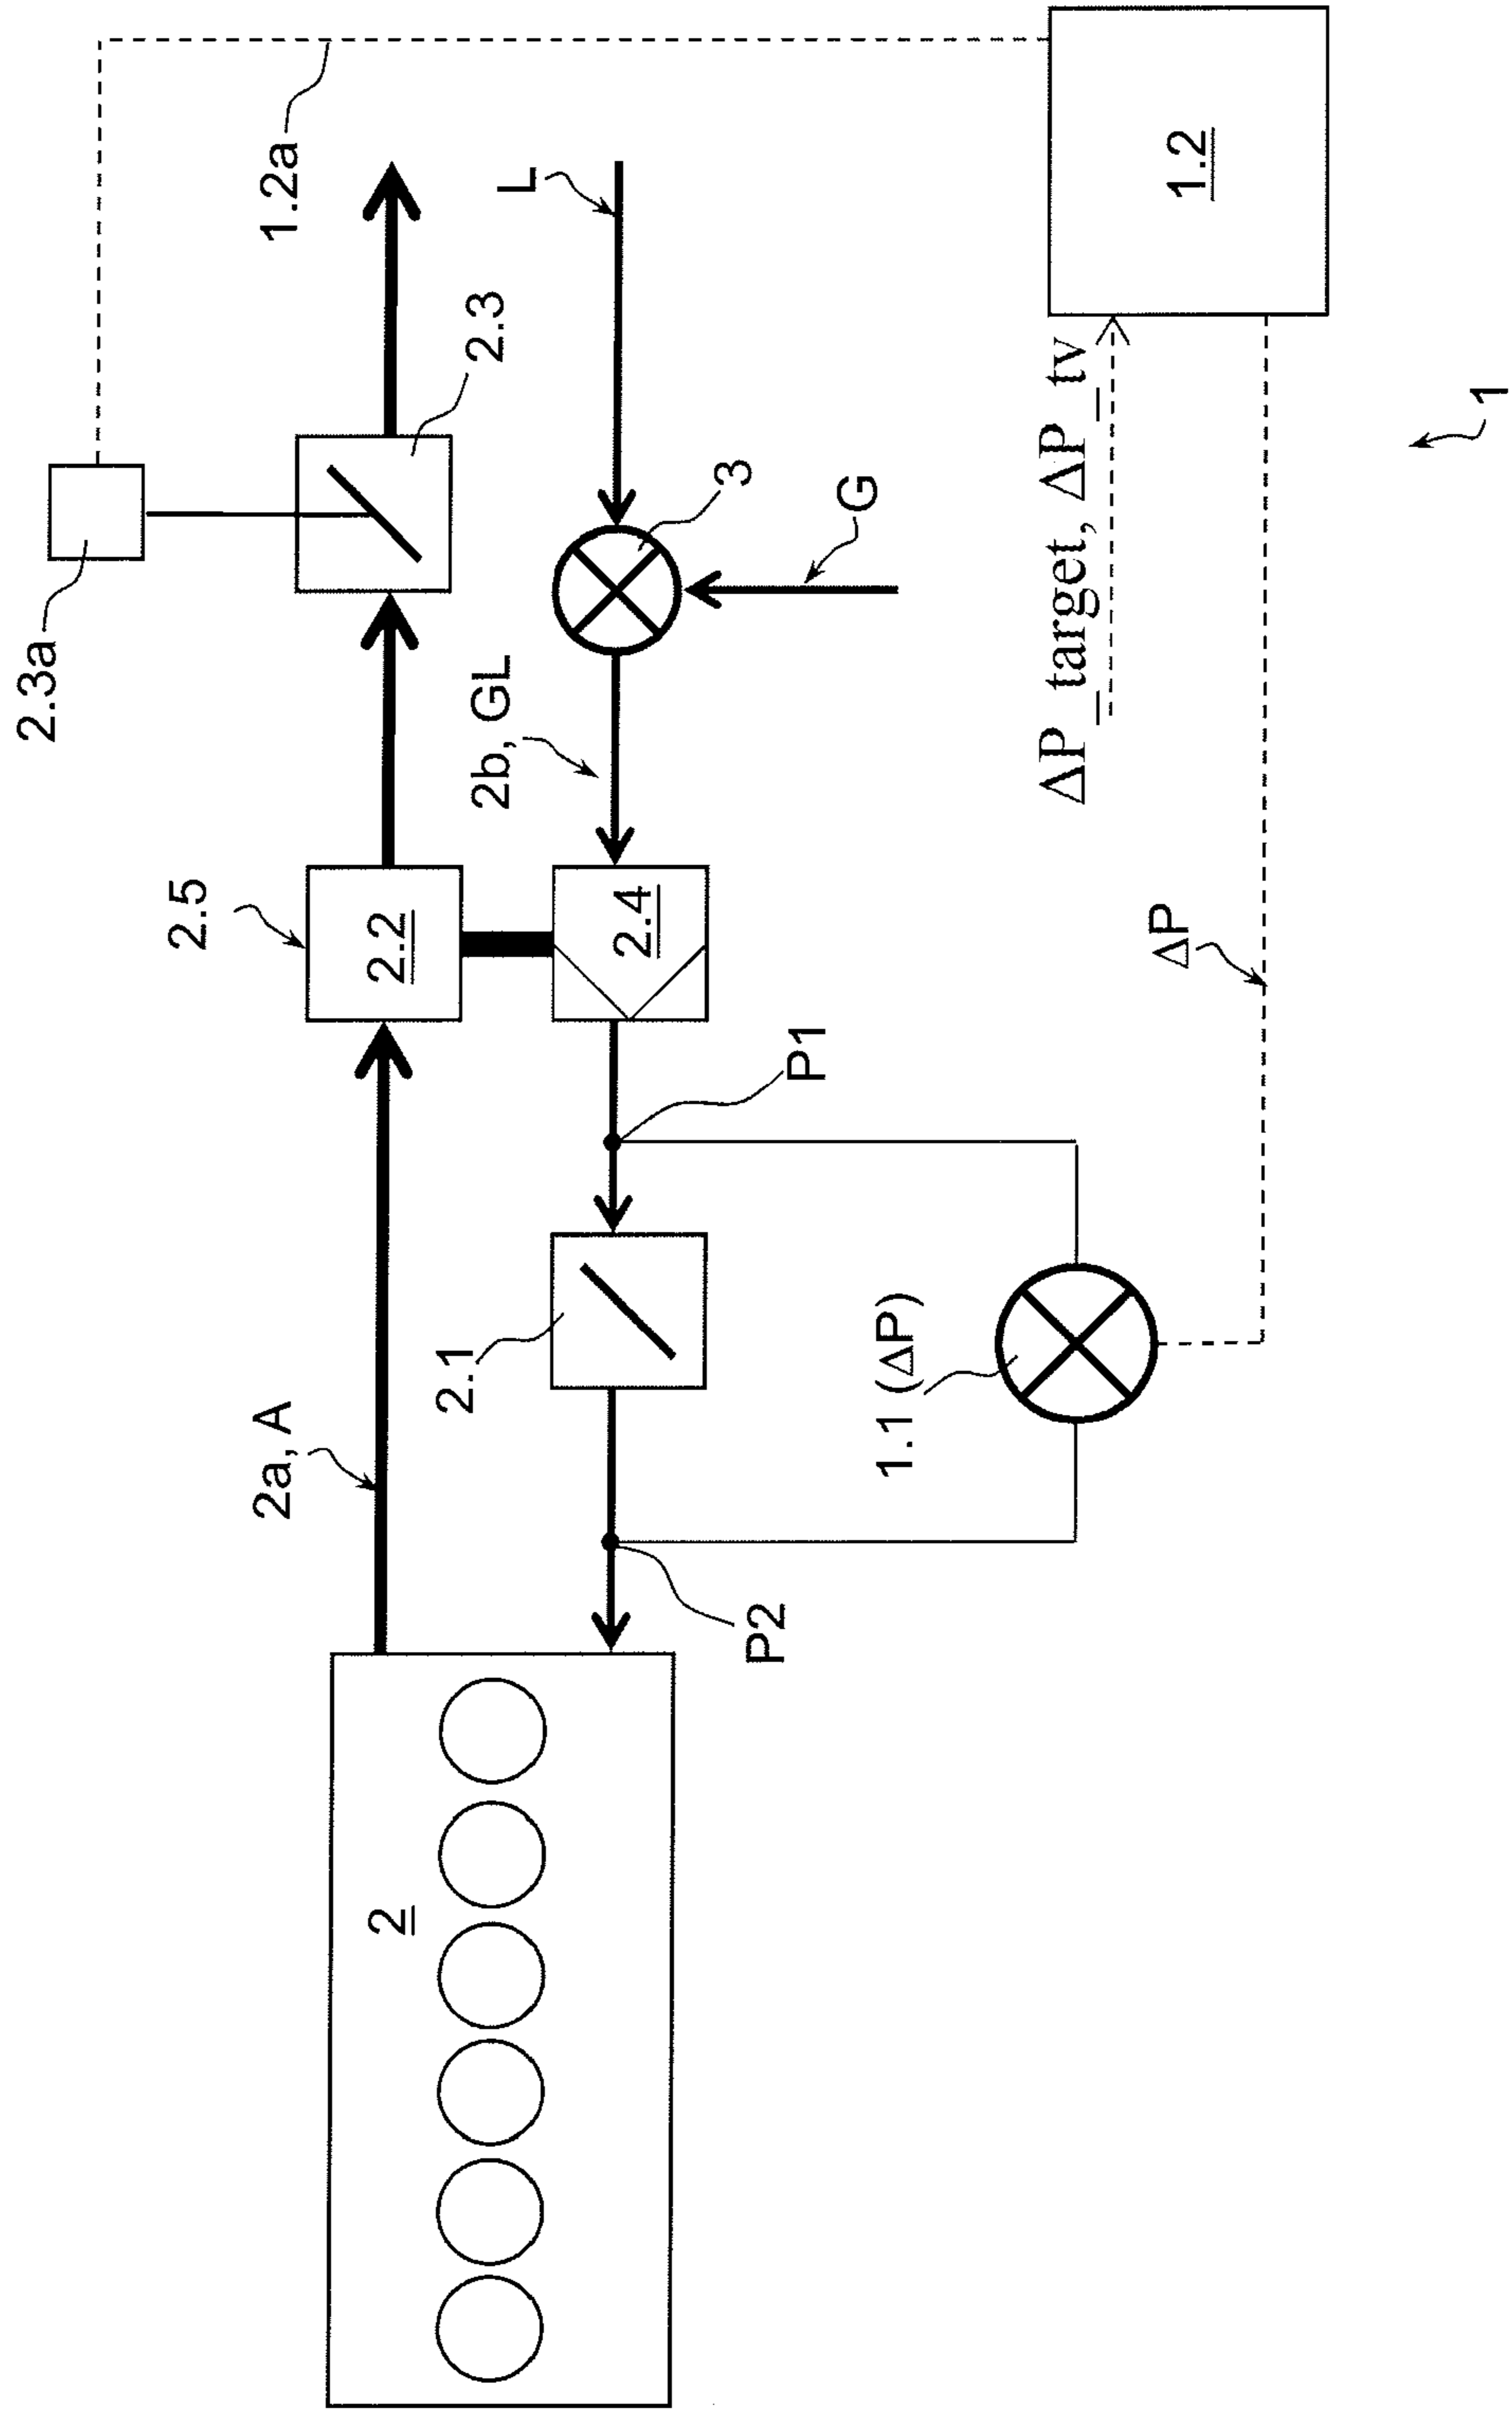 2.3a
1.2a
2.3
L
3
G
1.2
ΔP_target, ΔP_tv
1
2b, GL
2.5
2.2
2.4
ΔP
P1
2a, A
2.1
1.1 (ΔP)
P2
2